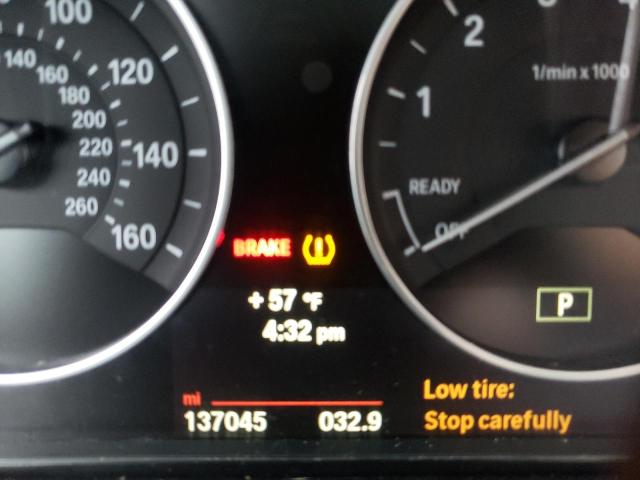 100
120
140
160
140
160
180
200
220
240
260
1
2
1/min x 1000
READY
OFF
BRAKE
+ 57 °F
4:32 pm
mi
137045 032.9
P
Low tire:
Stop carefully